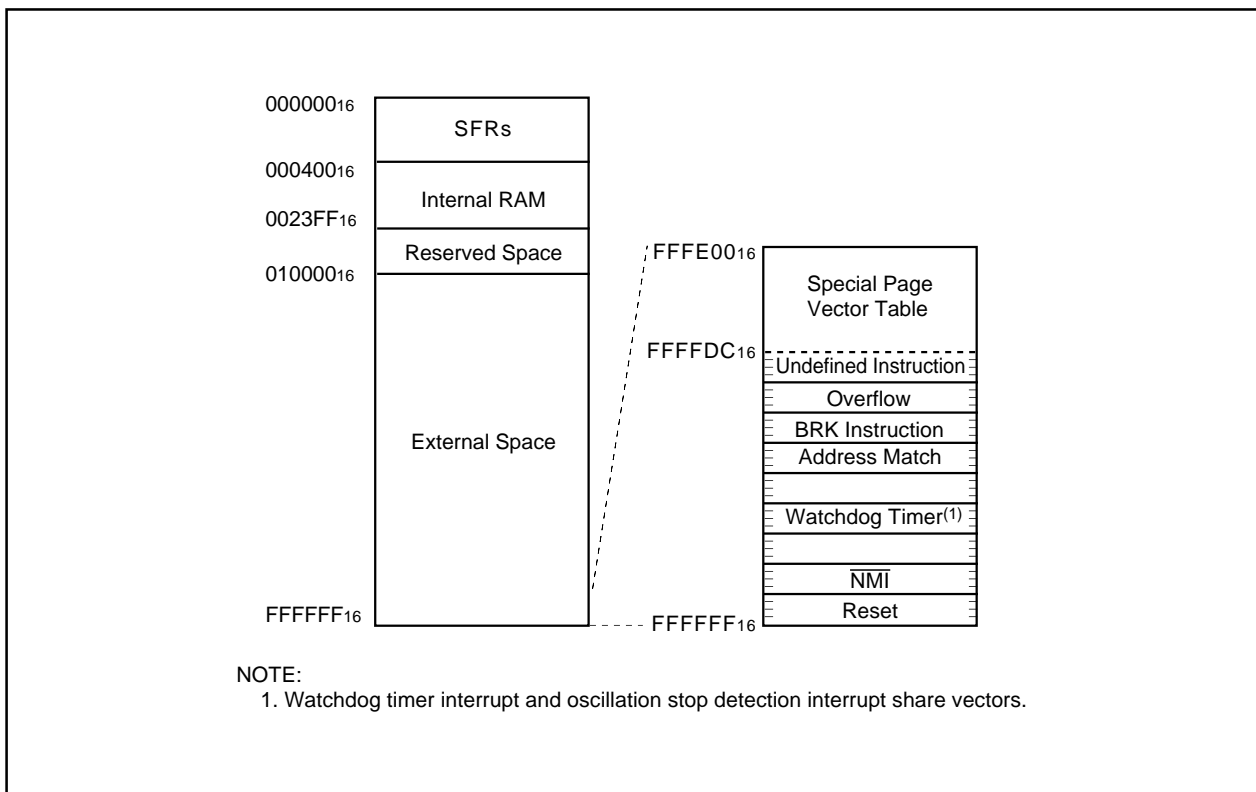 000000₁₆
SFRs
000400₁₆
Internal RAM
0023FF₁₆
Reserved Space
010000₁₆
External Space
FFFFFF₁₆
FFFE00₁₆
Special Page
Vector Table
FFFFDC₁₆
Undefined Instruction
Overflow
BRK Instruction
Address Match
Watchdog Timer(1)
NMI
Reset
FFFFFF₁₆
NOTE:
1. Watchdog timer interrupt and oscillation stop detection interrupt share vectors.